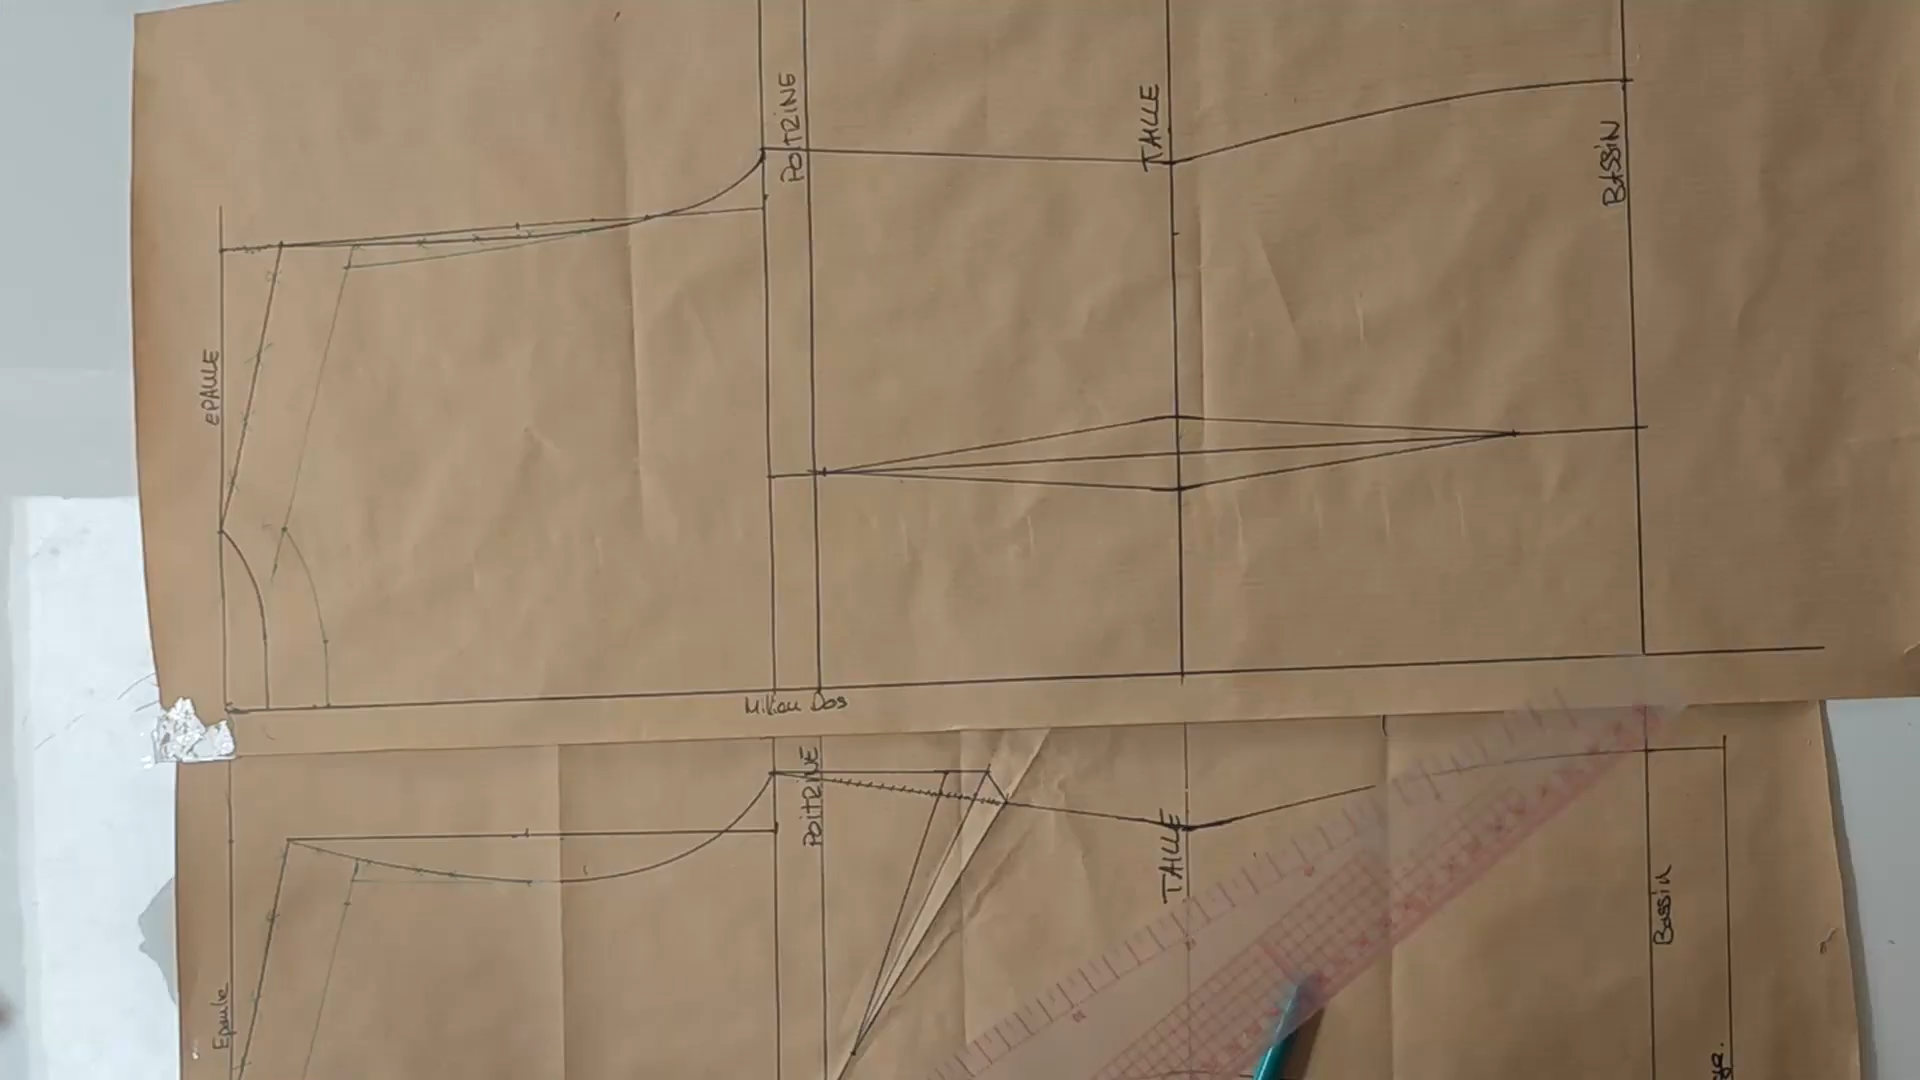 EPAULE
POITRINE
TAILLE
BASSIN
Milieu Dos
Epaule
POITRINE
TAILLE
Bassin